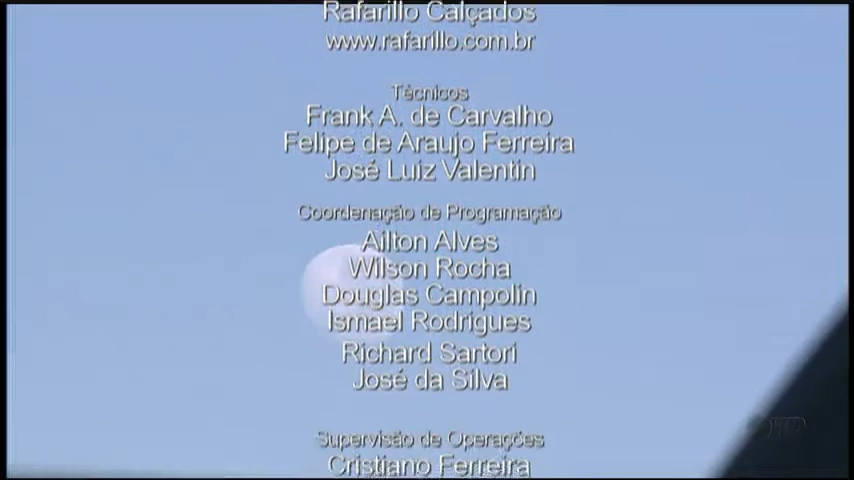 Rafarillo Calçados
www.rafarillo.com.br
Técnicos
Frank A. de Carvalho
Felipe de Araujo Ferreira
José Luiz Valentin
Coordenação de Programação
Ailton Alves
Wilson Rocha
Douglas Campolin
Ismael Rodrigues
Richard Sartori
José da Silva
Supervisão de Operações
Cristiano Ferreira